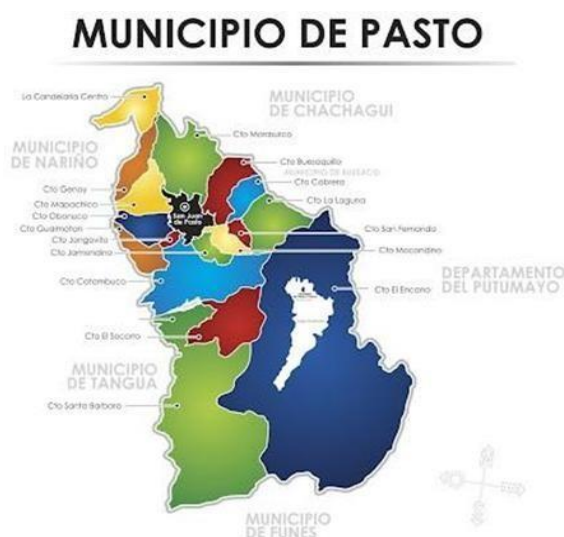 MUNICIPIO DE PASTO
La Candelaria Centro
MUNICIPIO
DE CHACHAGUI
Cto Morasurco
MUNICIPIO
DE NARIÑO
Cto Buesaquillo
MUNICIPIO DE BUESACO
Cto Cabrera
Cto Genoy
Cto La Laguna
Cto Mapachico
Cto Obonuco
San Juan
de Pasto
Cto Gualmatan
Cto San Fernando
Cto Jongovito
Cto Jamondino
Cto Mocondino
Cto Catambuco
DEPARTAMENTO
DEL PUTUMAYO
Cto El Encano
Cto El Socorro
MUNICIPIO
DE TANGUA
Cto Santa Barbara
MUNICIPIO
DE FUNES